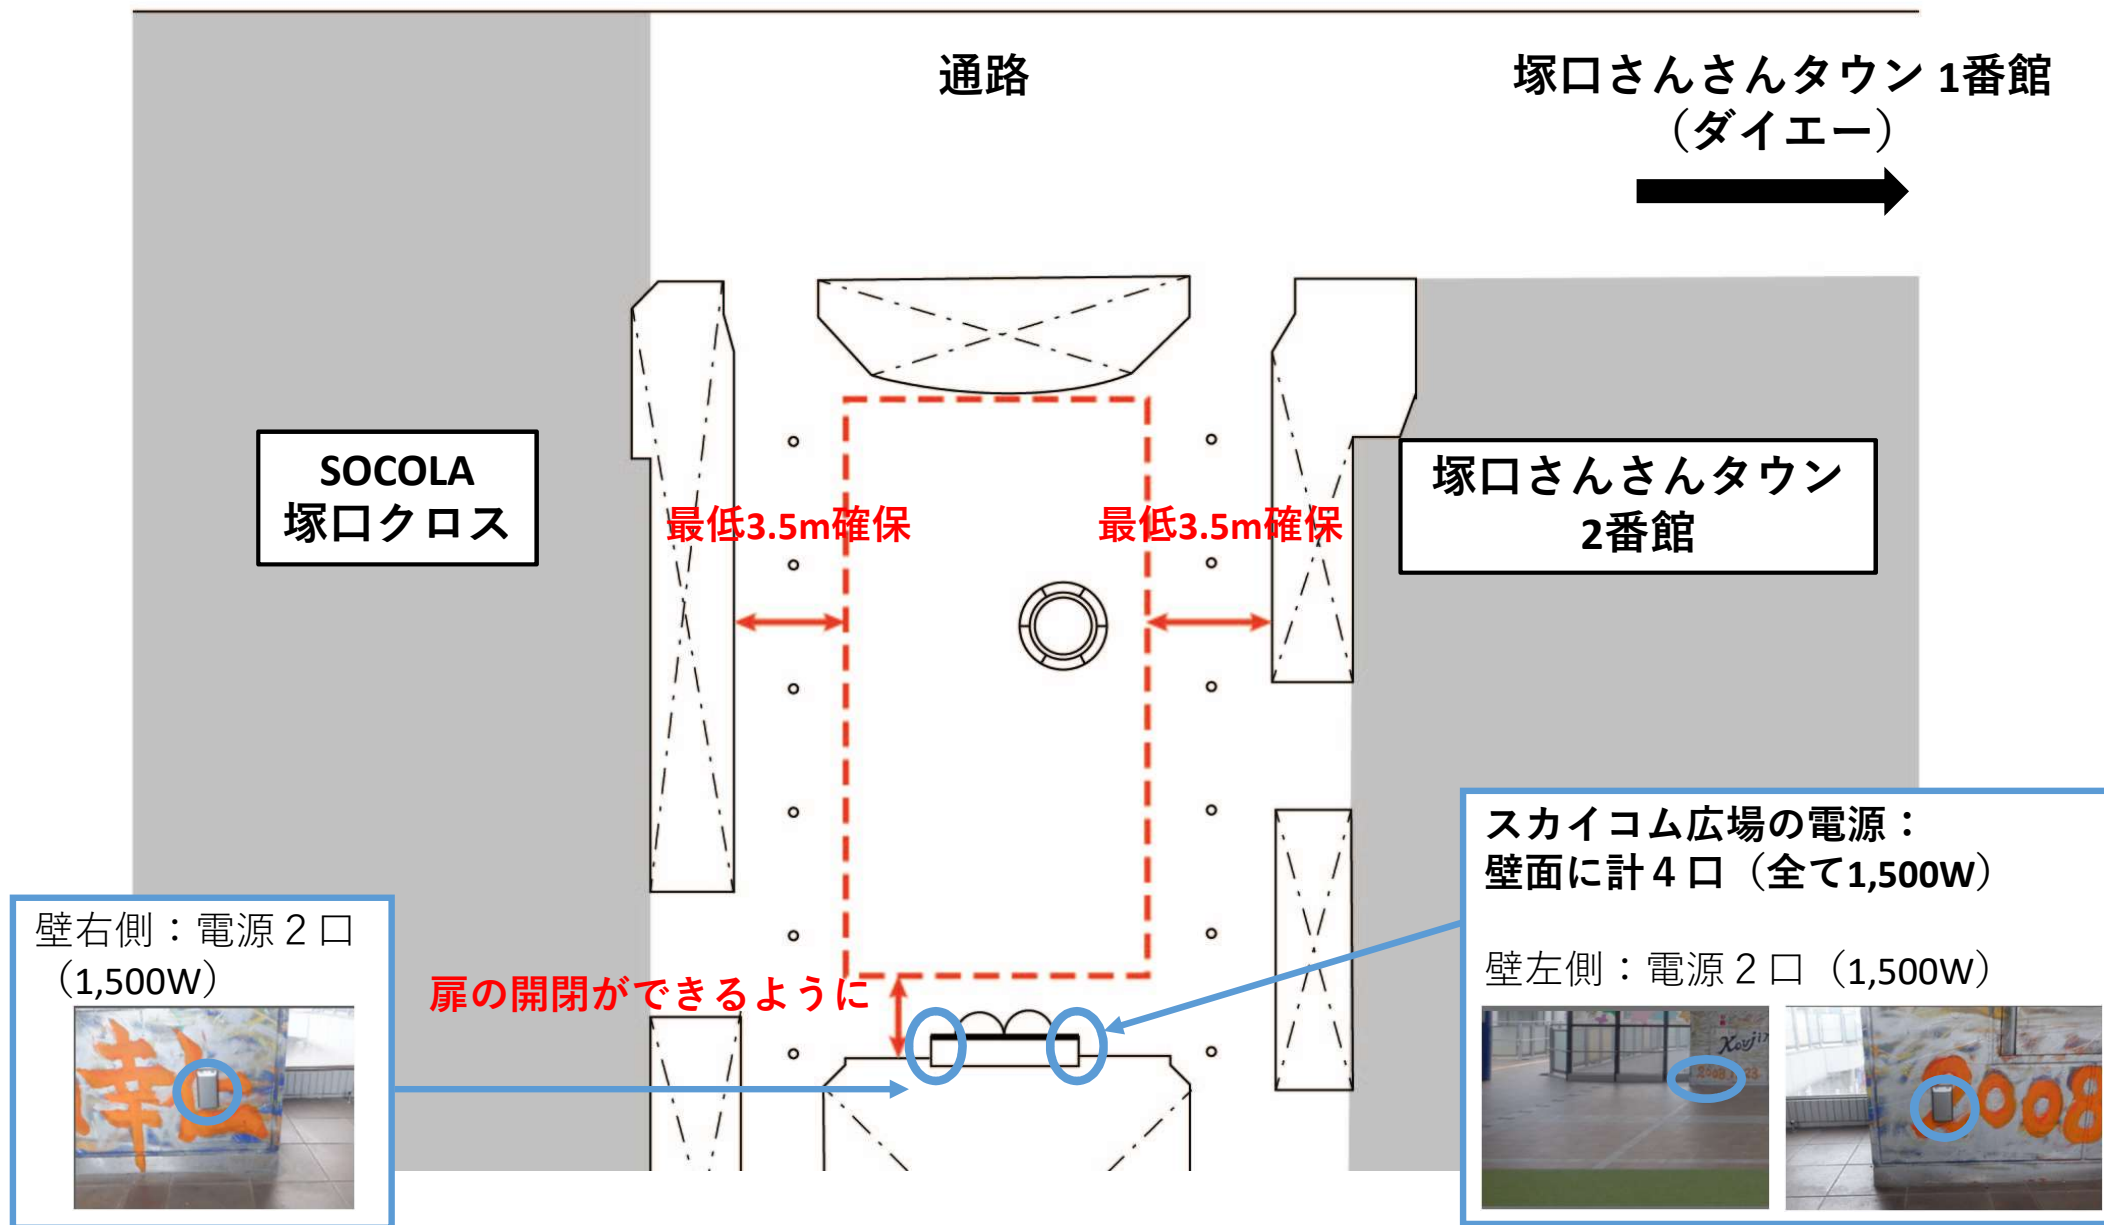 通路
塚口さんさんタウン 1番館
（ダイエー）
SOCOLA
塚口クロス
最低3.5m確保
最低3.5m確保
塚口さんさんタウン
2番館
扉の開閉ができるように
壁右側：電源２口
（1,500W）
スカイコム広場の電源：
壁面に計４口（全て1,500W）
壁左側：電源２口（1,500W）